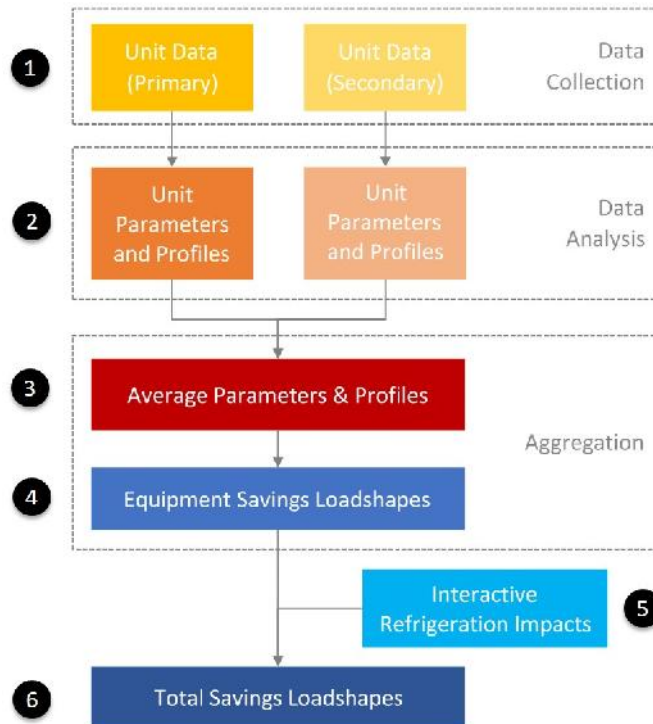 1
Unit Data
(Primary)
Unit Data
(Secondary)
Data
Collection
2
Unit
Parameters
and Profiles
Unit
Parameters
and Profiles
Data
Analysis
3
Average Parameters & Profiles
Aggregation
4
Equipment Savings Loadshapes
Interactive
Refrigeration Impacts
5
6
Total Savings Loadshapes